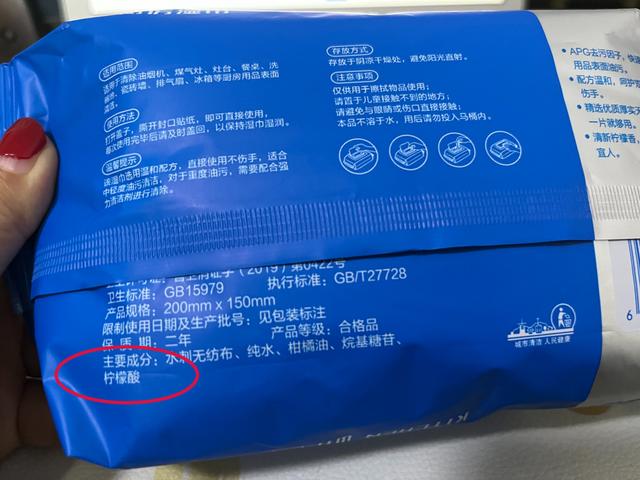 适用范围
适用于清除油烟机、煤气灶、灶台、餐桌、洗
瓷砖墙、排气扇、冰箱等厨房用品表面
使用方法
打开盖子，撕开封口贴纸，即可直接使用，
每次使用完毕后请及时盖回，以保持湿巾湿润。
温馨提示
该湿巾选用温和配方，直接使用不伤手，适合
中轻度油污清洁，对于重度油污，需要配合强
力清洁剂进行清除。
存放方式
存放于阴凉干燥处，避免阳光直射。
注意事项
仅供用于擦拭物品使用；
请置于儿童接触不到的地方；
请避免与眼睛或伤口直接接触；
本品不溶于水，用后请勿投入马桶内。
• APG去污因子，
用品表面油污。
• 配方温和，呵护
伤手。
• 精选优质厚实
一片就够用。
• 清新柠檬香，
宜人。
(2019) 第0422号
卫生标准：GB15979 执行标准：GB/T27728
产品规格：200mm x 150mm
限制使用日期及生产批号：见包装标注
保 质 期：二年 产品等级：合格品
主要成分：水刺无纺布、纯水、柑橘油、烷基糖苷、
柠檬酸
城市清洁 人民健康
6
KITCHEN